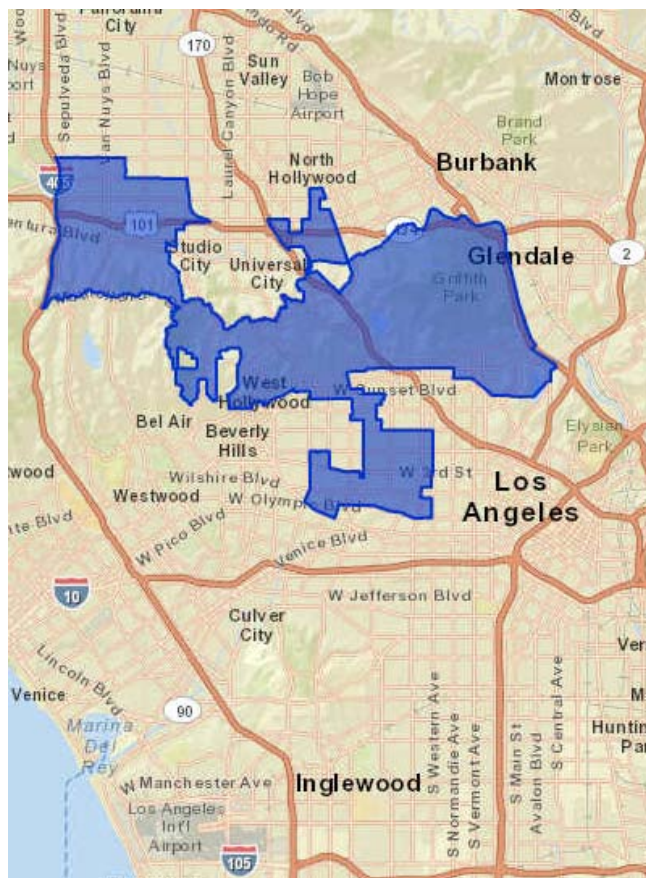 Panorama
City
170
Sun
Valley
Bob
Hope
Airport
Montrose
Sepulveda Blvd
Van Nuys Blvd
Laurel Canyon Blvd
Brand
Park
North
Hollywood
Burbank
405
101
Ventura Blvd
Studio
City
Universal
City
Glendale
2
Griffith
Park
West
Hollywood
W Sunset Blvd
Bel Air
Beverly
Hills
Elysian
Park
Wilshire Blvd
W 3rd St
Westwood
W Olympic Blvd
Los
Angeles
W Pico Blvd
Venice Blvd
10
W Jefferson Blvd
Culver
City
Lincoln Blvd
Venice
90
Marina
Del
Rey
S Western Ave
S Normandie Ave
S Vermont Ave
S Main St
Avalon Blvd
S Central Ave
W Manchester Ave
Inglewood
Los Angeles
Int'l
Airport
105